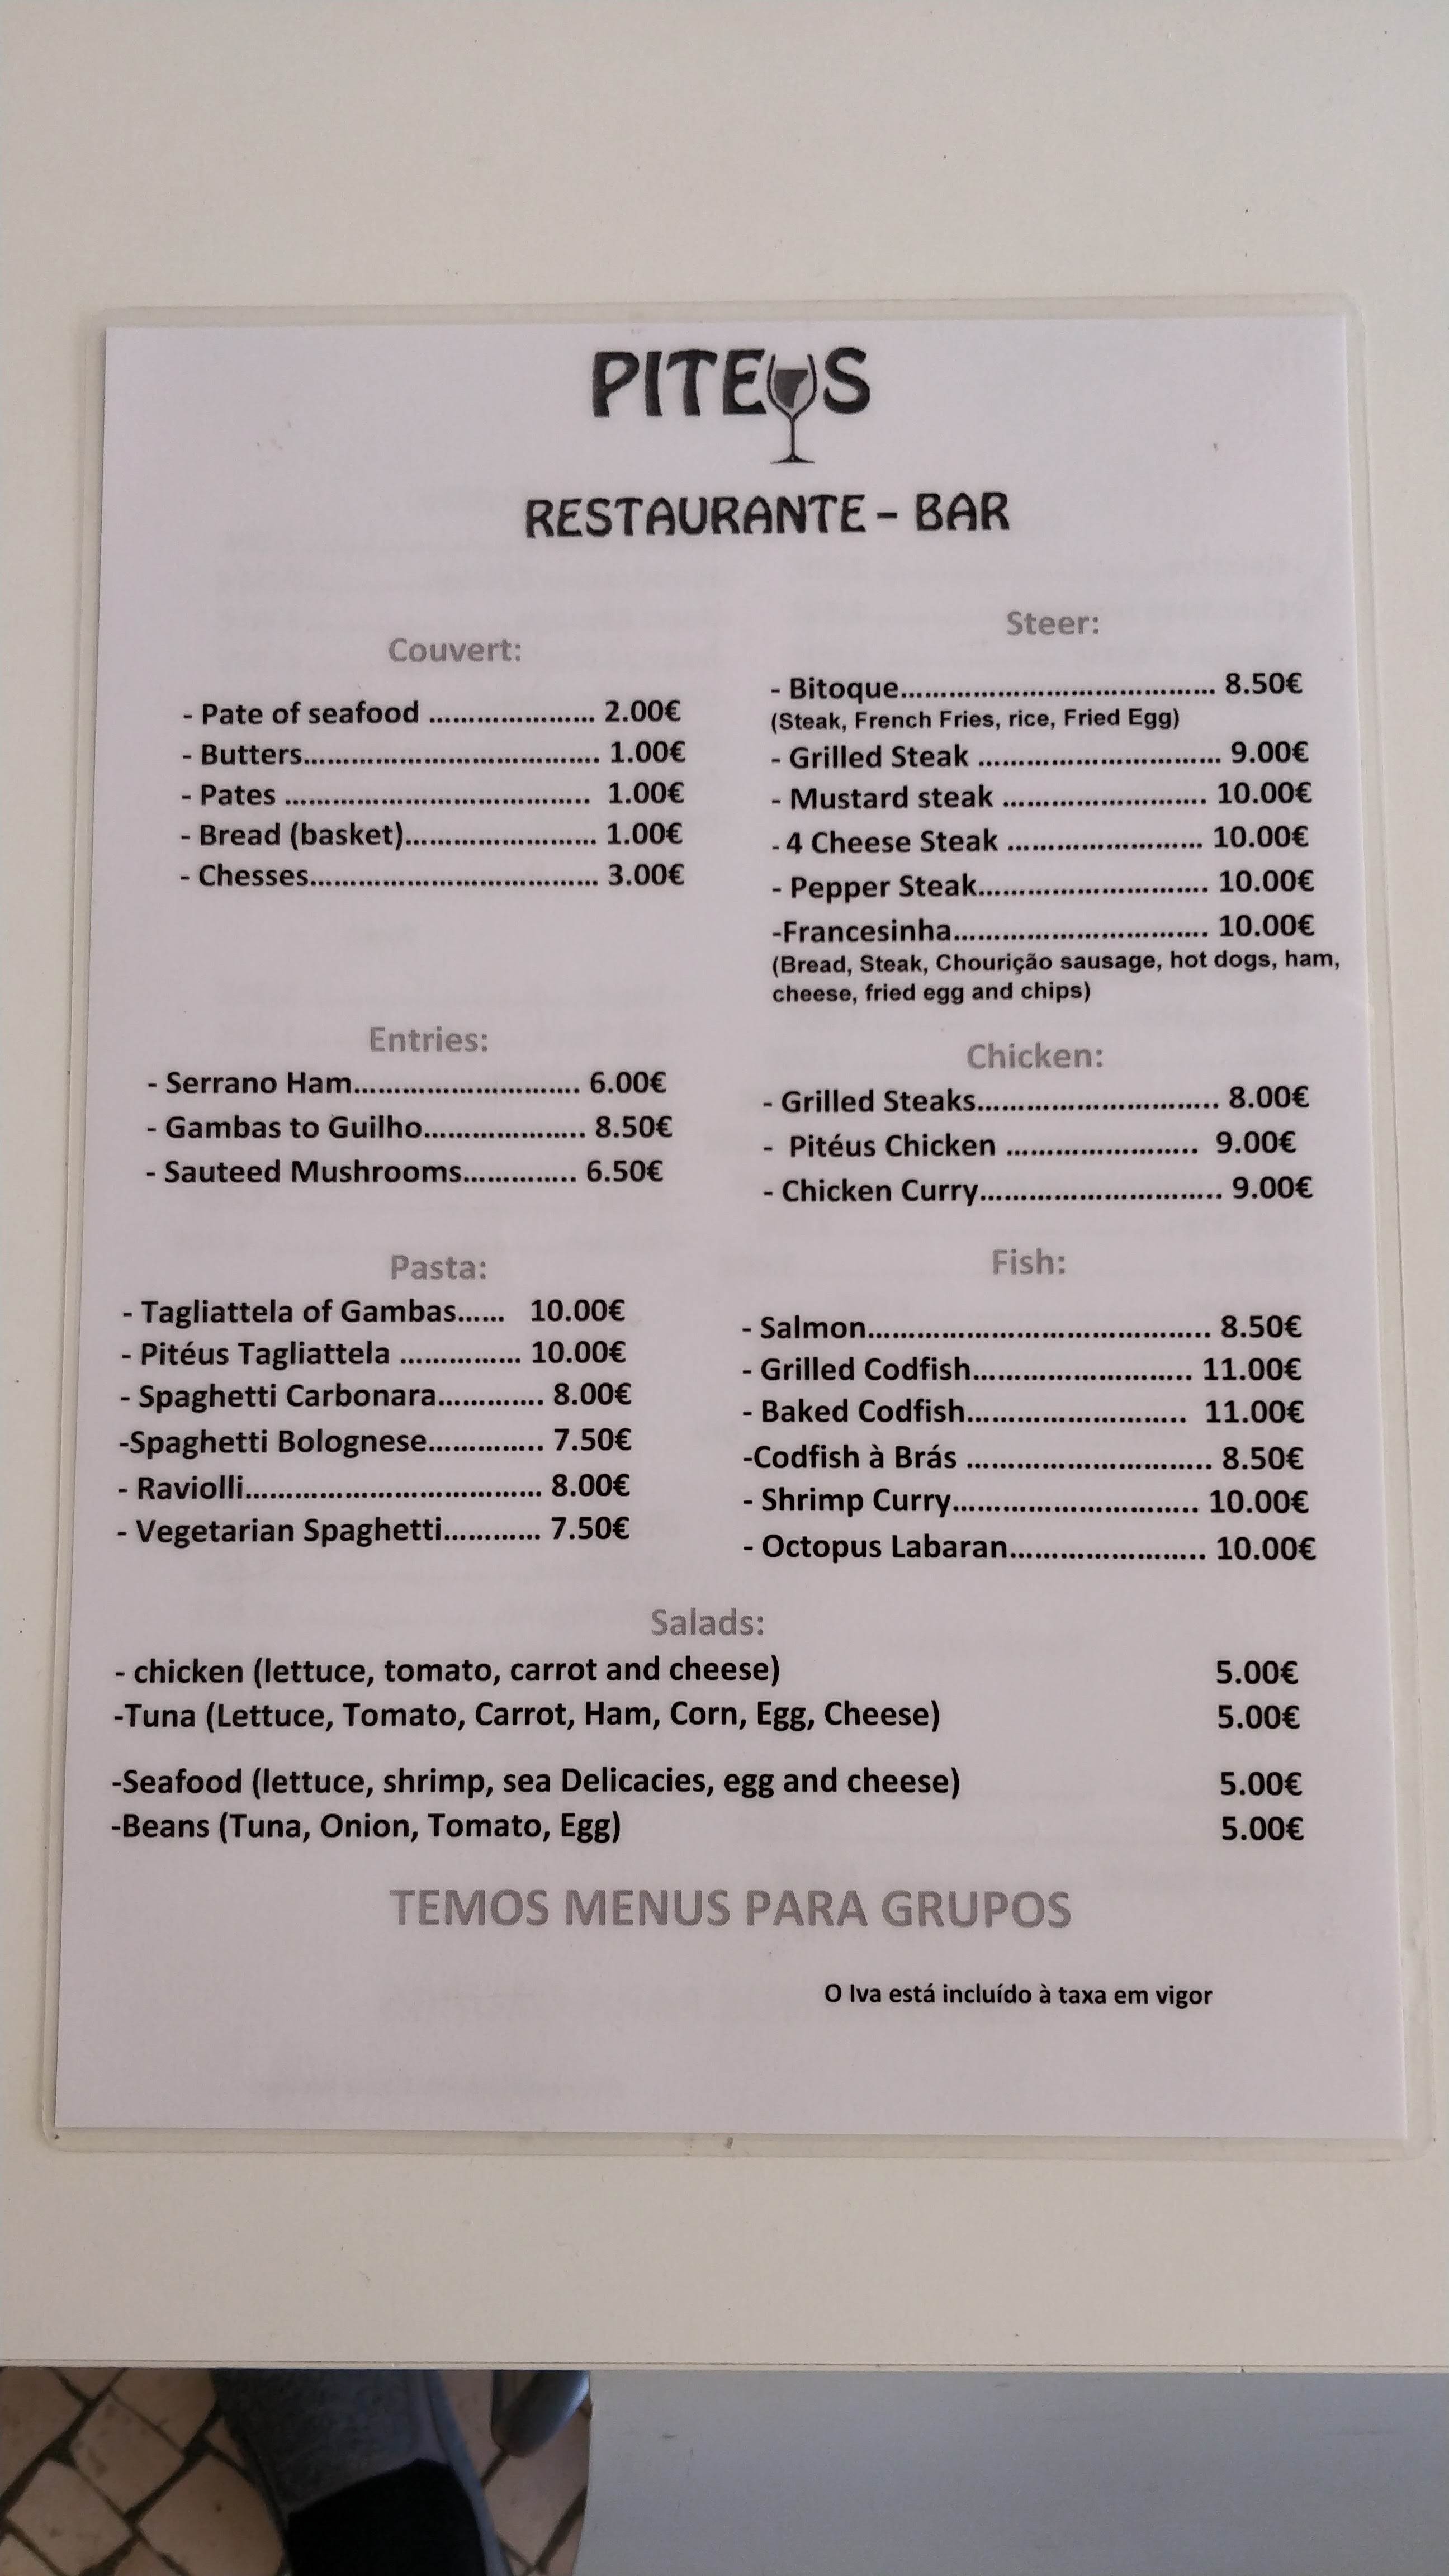 PITEUS
RESTAURANTE - BAR
Couvert:
- Pate of seafood ..................... 2.00€
- Butters..................................... 1.00€
- Pates ...................................... 1.00€
- Bread (basket)........................ 1.00€
- Chesses.................................... 3.00€
Entries:
- Serrano Ham............................ 6.00€
- Gambas to Guilho.................... 8.50€
- Sauteed Mushrooms.............. 6.50€
Pasta:
- Tagliattela of Gambas...... 10.00€
- Pitéus Tagliattela ............... 10.00€
- Spaghetti Carbonara............. 8.00€
-Spaghetti Bolognese.............. 7.50€
- Raviolli..................................... 8.00€
- Vegetarian Spaghetti............ 7.50€
Steer:
- Bitoque....................................... 8.50€
(Steak, French Fries, rice, Fried Egg)
- Grilled Steak .............................. 9.00€
- Mustard steak ......................... 10.00€
- 4 Cheese Steak ........................ 10.00€
- Pepper Steak............................. 10.00€
-Francesinha................................ 10.00€
(Bread, Steak, Chourição sausage, hot dogs, ham,
cheese, fried egg and chips)
Chicken:
- Grilled Steaks.............................. 8.00€
- Pitéus Chicken ........................ 9.00€
- Chicken Curry.............................. 9.00€
Fish:
- Salmon........................................... 8.50€
- Grilled Codfish........................... 11.00€
- Baked Codfish........................... 11.00€
-Codfish à Brás .............................. 8.50€
- Shrimp Curry.............................. 10.00€
- Octopus Labaran........................ 10.00€
Salads:
- chicken (lettuce, tomato, carrot and cheese) 5.00€
-Tuna (Lettuce, Tomato, Carrot, Ham, Corn, Egg, Cheese) 5.00€
-Seafood (lettuce, shrimp, sea Delicacies, egg and cheese) 5.00€
-Beans (Tuna, Onion, Tomato, Egg) 5.00€
TEMOS MENUS PARA GRUPOS
O Iva está incluído à taxa em vigor